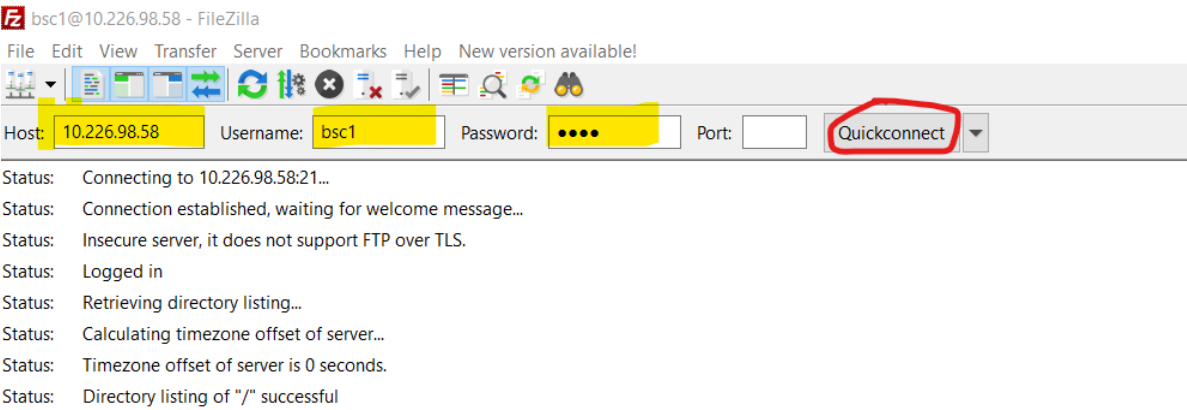 bsc1@10.226.98.58 - FileZilla
File Edit View Transfer Server Bookmarks Help New version available!
Host: 10.226.98.58 Username: bsc1 Password: •••• Port: Quickconnect
Status: Connecting to 10.226.98.58:21...
Status: Connection established, waiting for welcome message...
Status: Insecure server, it does not support FTP over TLS.
Status: Logged in
Status: Retrieving directory listing...
Status: Calculating timezone offset of server...
Status: Timezone offset of server is 0 seconds.
Status: Directory listing of "/" successful